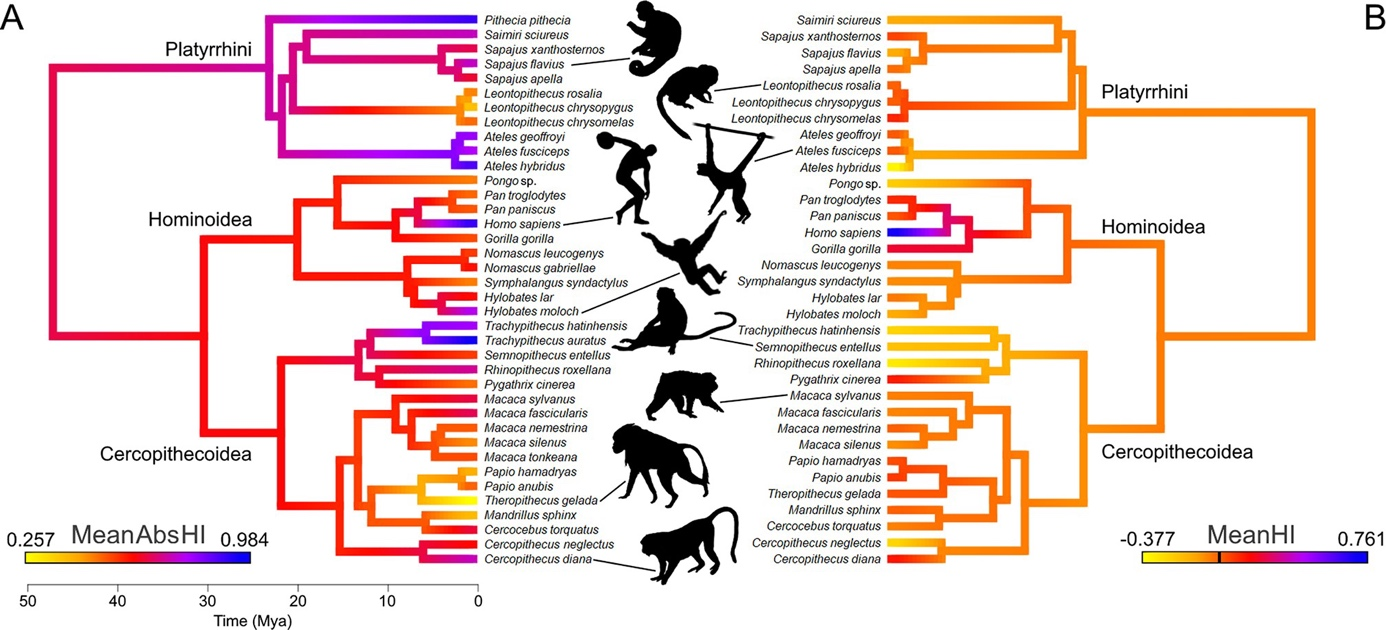 A
Platyrrhini
Hominoidea
Cercopithecoidea
Pithecia pithecia
Saimiri sciureus
Sapajus xanthosternos
Sapajus flavius
Sapajus apella
Leontopithecus rosalia
Leontopithecus chrysopygus
Leontopithecus chrysomelas
Ateles geoffroyi
Ateles fusciceps
Ateles hybridus
Pongo sp.
Pan troglodytes
Pan paniscus
Homo sapiens
Gorilla gorilla
Nomascus leucogenys
Nomascus gabriellae
Symphalangus syndactylus
Hylobates lar
Hylobates moloch
Trachypithecus hatinhensis
Trachypithecus auratus
Semnopithecus entellus
Rhinopithecus roxellana
Pygathrix cinerea
Macaca sylvanus
Macaca fascicularis
Macaca nemestrina
Macaca silenus
Macaca tonkeana
Papio hamadryas
Papio anubis
Theropithecus gelada
Mandrillus sphinx
Cercocebus torquatus
Cercopithecus neglectus
Cercopithecus diana
0.257 MeanAbsHI 0.984
50 40 30 20 10 0
Time (Mya)
B
Saimiri sciureus
Sapajus xanthosternos
Sapajus flavius
Sapajus apella
Leontopithecus rosalia
Leontopithecus chrysopygus
Leontopithecus chrysomelas
Ateles geoffroyi
Ateles fusciceps
Ateles hybridus
Pongo sp.
Pan troglodytes
Pan paniscus
Homo sapiens
Gorilla gorilla
Nomascus leucogenys
Symphalangus syndactylus
Hylobates lar
Hylobates moloch
Trachypithecus hatinhensis
Semnopithecus entellus
Rhinopithecus roxellana
Pygathrix cinerea
Macaca sylvanus
Macaca fascicularis
Macaca nemestrina
Macaca silenus
Papio hamadryas
Papio anubis
Theropithecus gelada
Mandrillus sphinx
Cercocebus torquatus
Cercopithecus neglectus
Cercopithecus diana
Platyrrhini
Hominoidea
Cercopithecoidea
-0.377 MeanHI 0.761